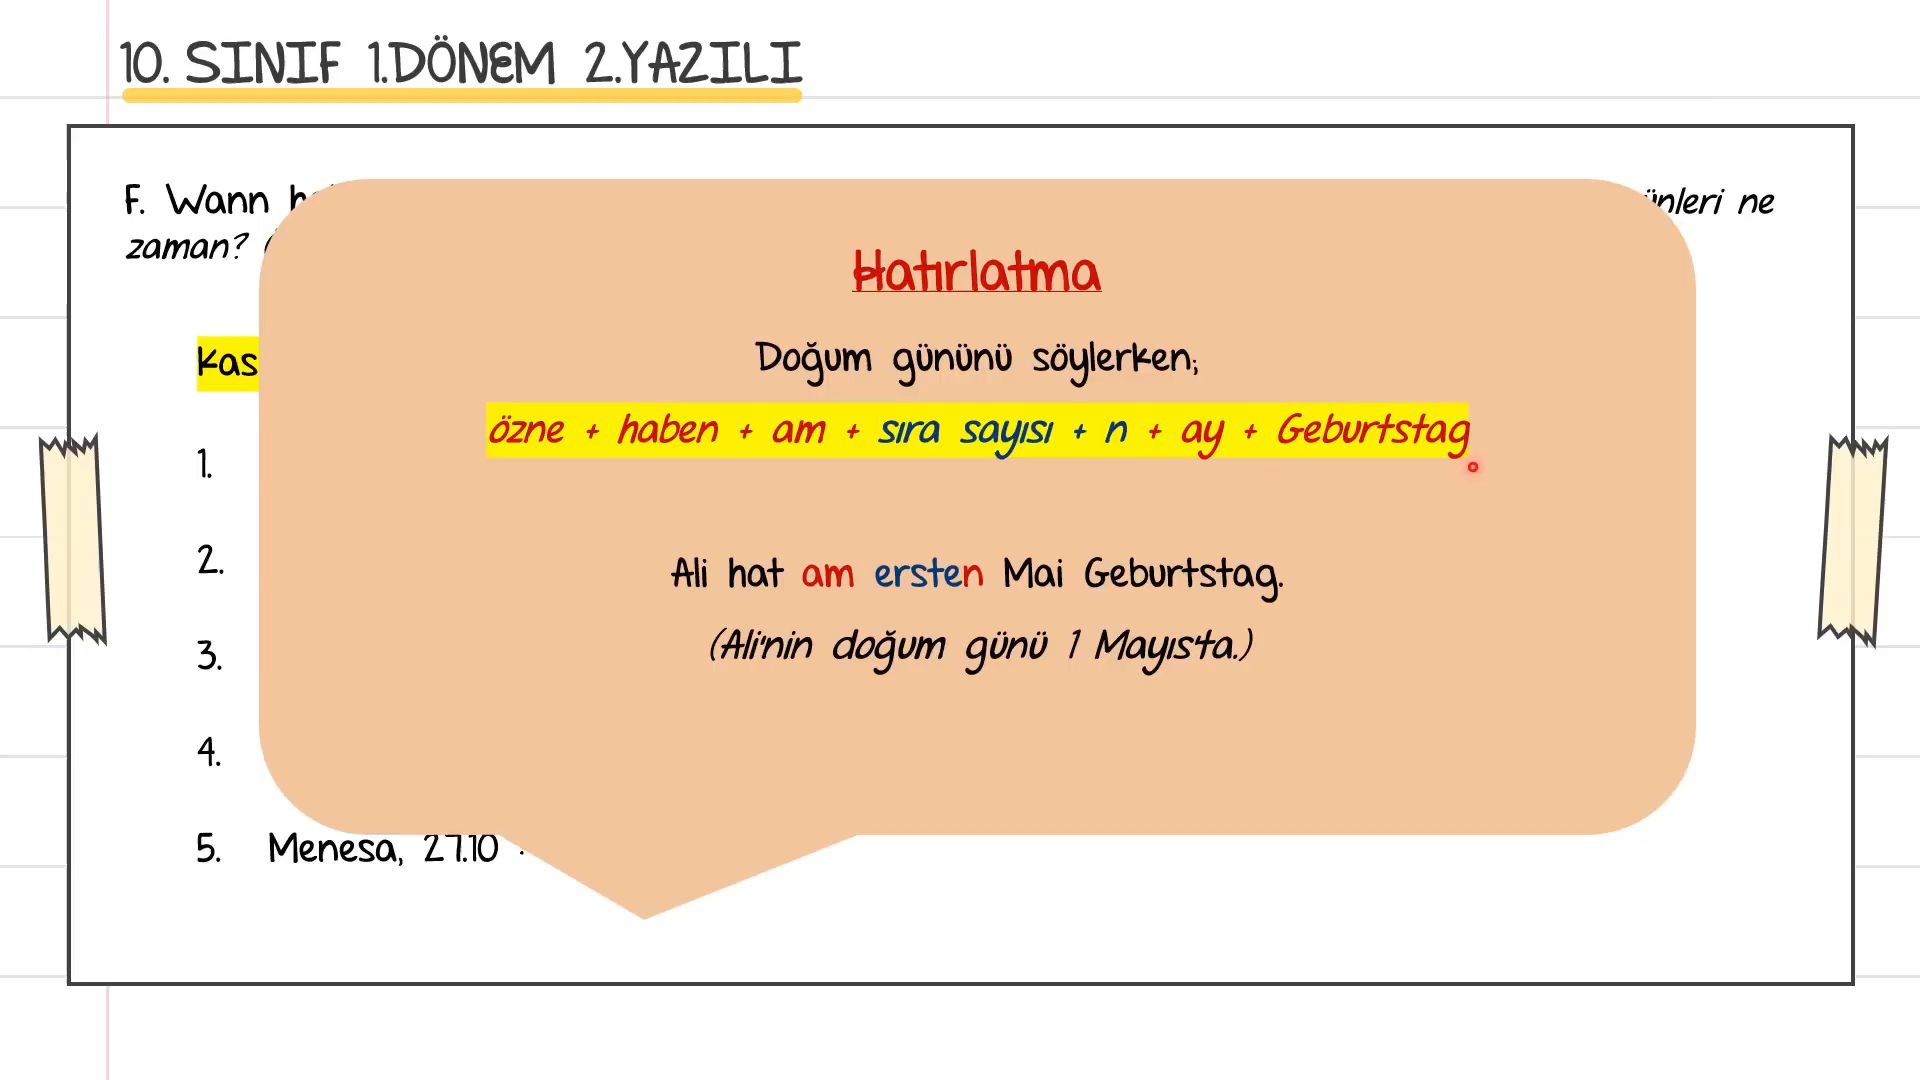 10. SINIF 1.DÖNEM 2.YAZILI
F. Wann ünleri ne
zaman?
Hatırlatma
Doğum gününü söylerken;
Kas
özne + haben + am + sıra sayısı + n + ay + Geburtstag
1.
2.
Ali hat am ersten Mai Geburtstag.
(Ali'nin doğum günü 1 Mayıs'ta.)
3.
4.
5. Menesa, 27.10 :